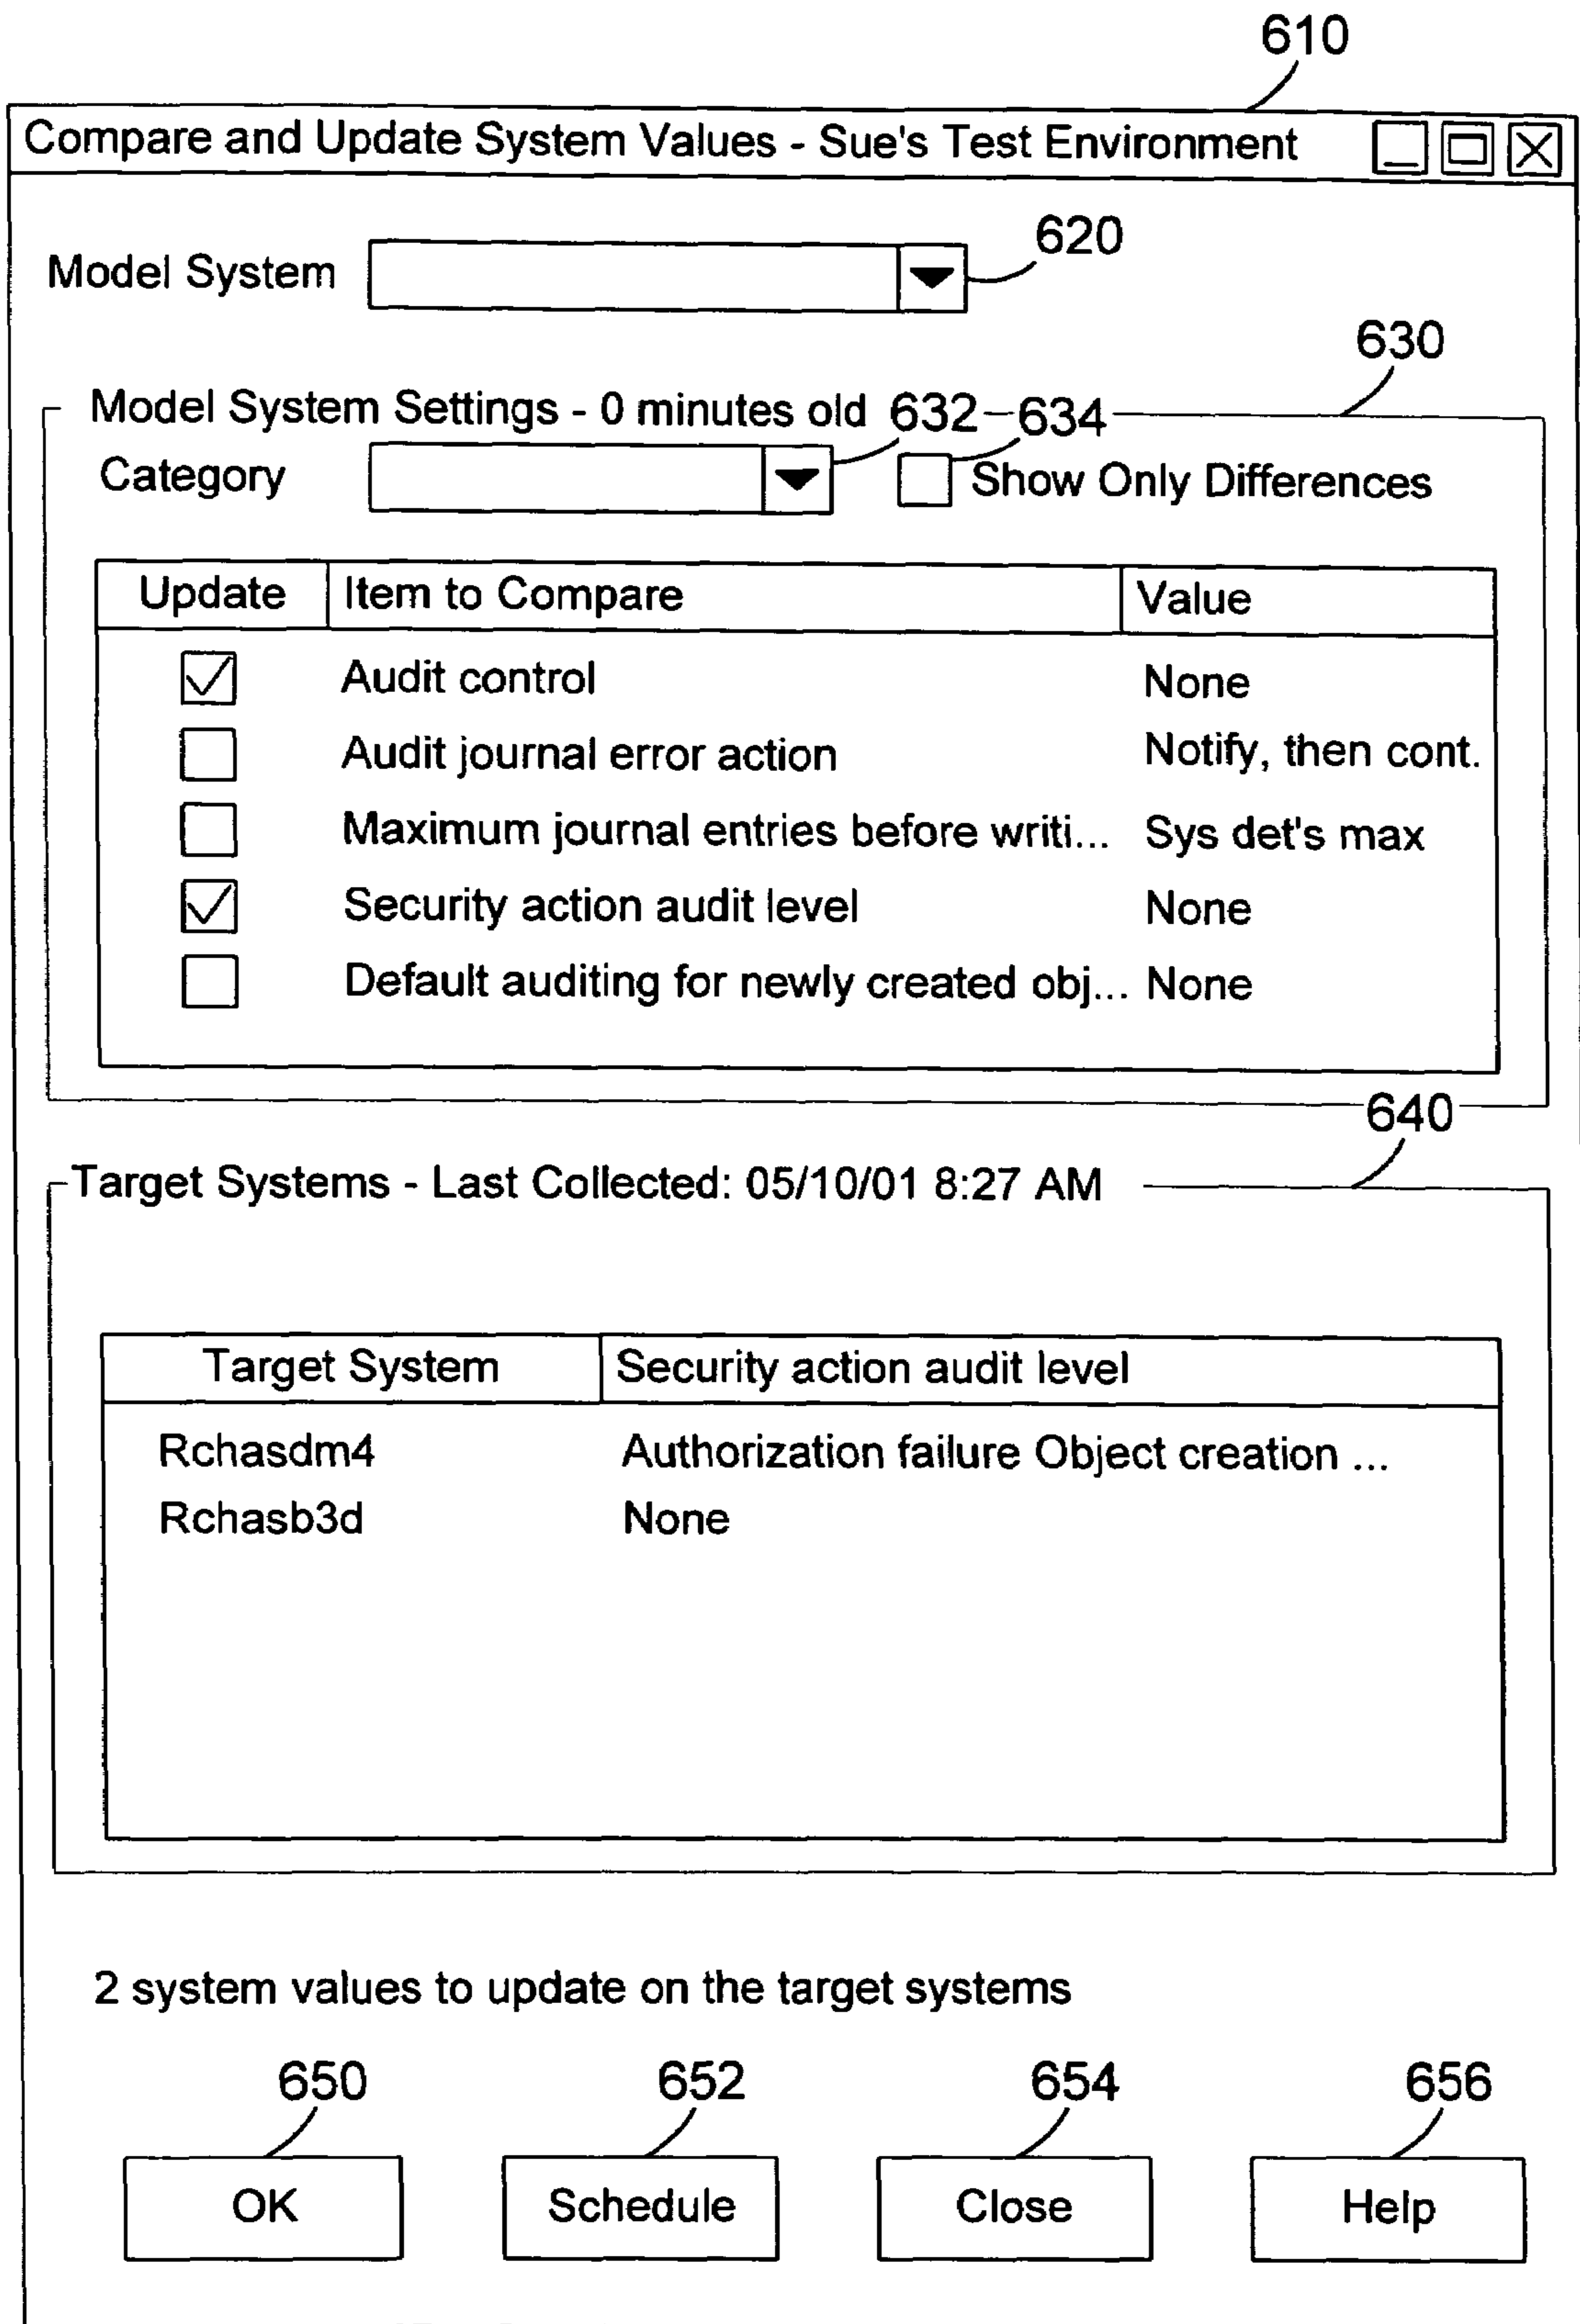 610
Compare and Update System Values - Sue's Test Environment
Model System
620
630
Model System Settings - 0 minutes old 632 634
Category
Show Only Differences
Update Item to Compare Value
Audit control None
Audit journal error action Notify, then cont.
Maximum journal entries before writi... Sys det's max
Security action audit level None
Default auditing for newly created obj... None
640
Target Systems - Last Collected: 05/10/01 8:27 AM
Target System Security action audit level
Rchasdm4 Authorization failure Object creation ...
Rchasb3d None
2 system values to update on the target systems
650 652 654 656
OK Schedule Close Help